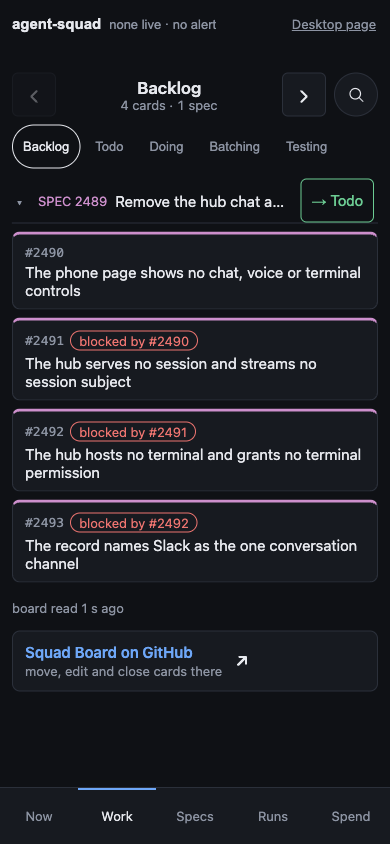 agent-squad none live · no alert Desktop page
Backlog
4 cards · 1 spec
Backlog Todo Doing Batching Testing
SPEC 2489 Remove the hub chat a... → Todo
#2490
The phone page shows no chat, voice or terminal
controls
#2491 blocked by #2490
The hub serves no session and streams no
session subject
#2492 blocked by #2491
The hub hosts no terminal and grants no terminal
permission
#2493 blocked by #2492
The record names Slack as the one conversation
channel
board read 1 s ago
Squad Board on GitHub
move, edit and close cards there
Now Work Specs Runs Spend